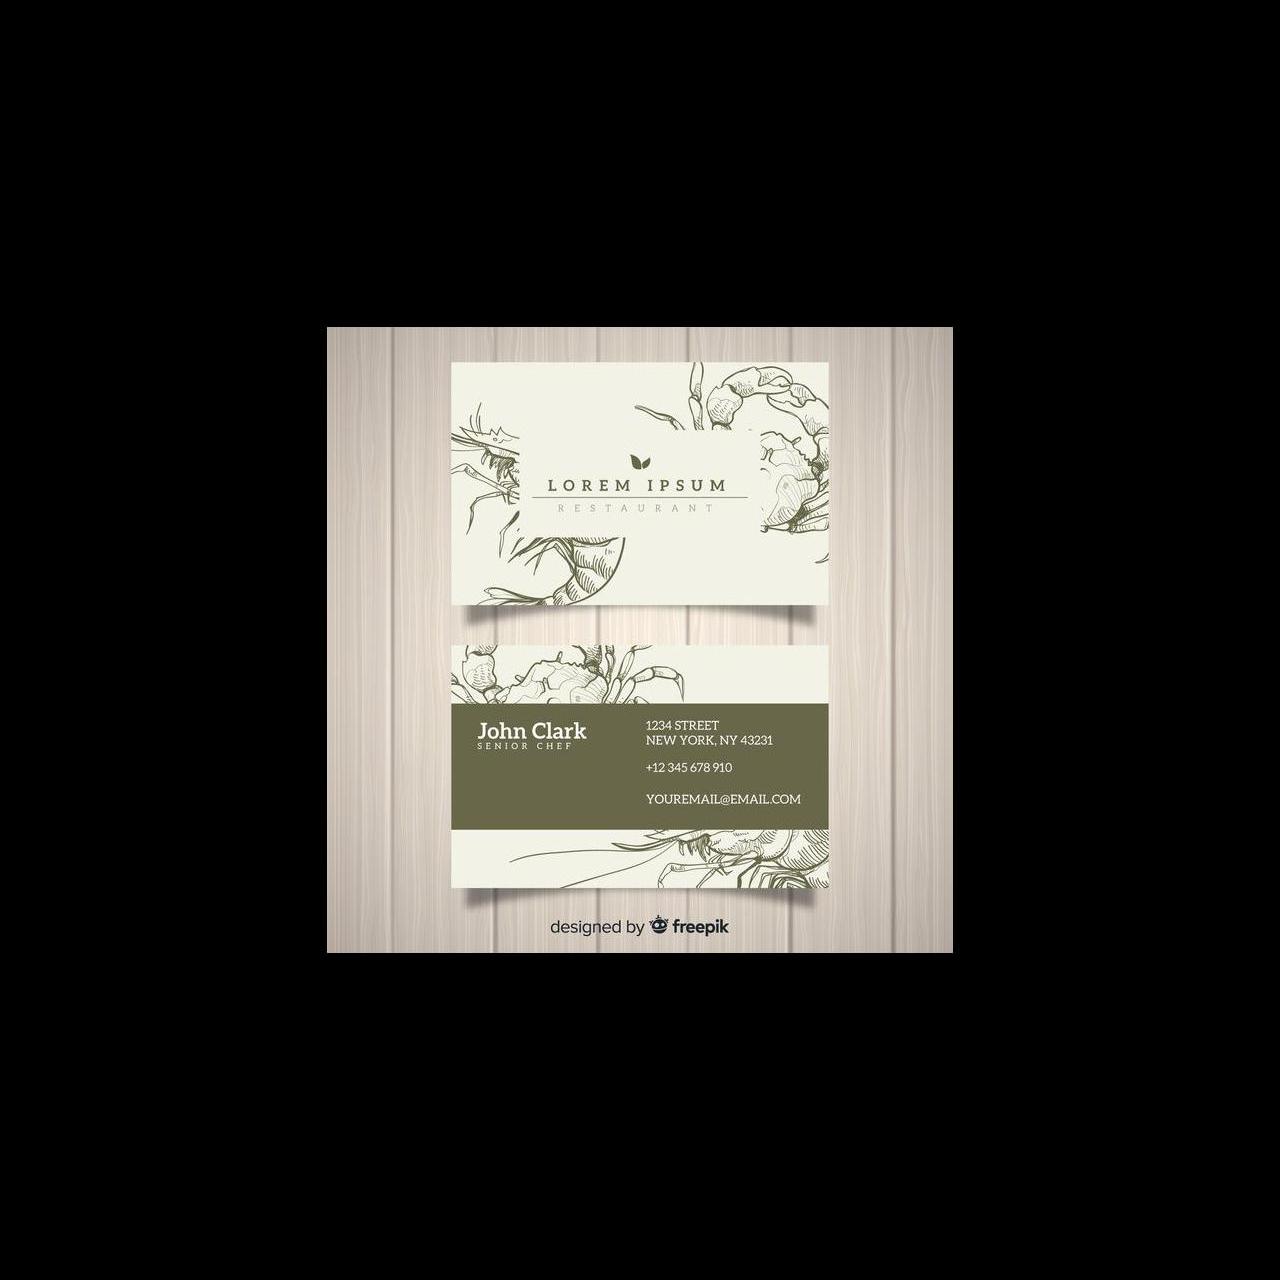 LOREM IPSUM
RESTAURANT
John Clark
SENIOR CHEF
1234 STREET
NEW YORK, NY 43231
+12 345 678 910
YOUREMAIL@EMAIL.COM
designed by freepik